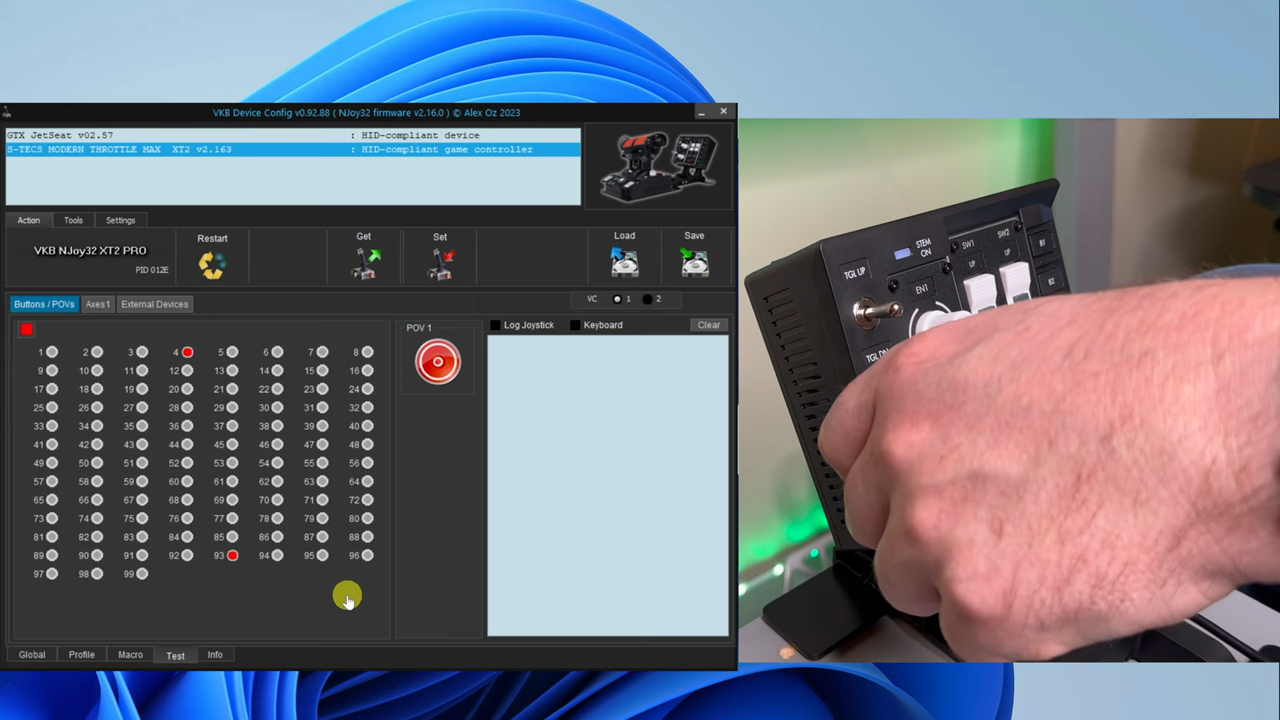 VKB Device Config v0.92.88 ( NJoy32 firmware v2.16.0 ) © Alex Oz 2023
GTX JetSeat v02.57 : HID-compliant device
S-TECS MODERN THROTTLE MAX XT2 v2.163 : HID-compliant game controller
Action Tools Settings
VKB NJoy32 XT2 PRO
PID 012E
Restart
Get
Set
Load
Save
Buttons / POVs Axes1 External Devices
VC 1 2
POV 1
Log Joystick Keyboard Clear
1 2 3 4 5 6 7 8
9 10 11 12 13 14 15 16
17 18 19 20 21 22 23 24
25 26 27 28 29 30 31 32
33 34 35 36 37 38 39 40
41 42 43 44 45 46 47 48
49 50 51 52 53 54 55 56
57 58 59 60 61 62 63 64
65 66 67 68 69 70 71 72
73 74 75 76 77 78 79 80
81 82 83 84 85 86 87 88
89 90 91 92 93 94 95 96
97 98 99
Global Profile Macro Test Info
TGL UP
STEM
ON
SW1
UP
SW2
UP
B1
B2
EN1
TGL DN